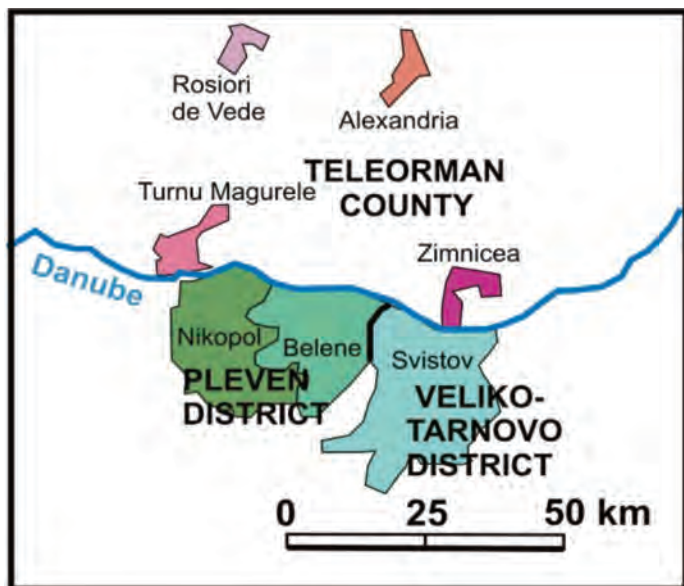 Rosiori
de Vede
Alexandria
TELEORMAN
COUNTY
Turnu Magurele
Zimnicea
Danube
Nikopol
Belene
Svistov
PLEVEN
DISTRICT
VELIKO-
TARNOVO
DISTRICT
0 25 50 km